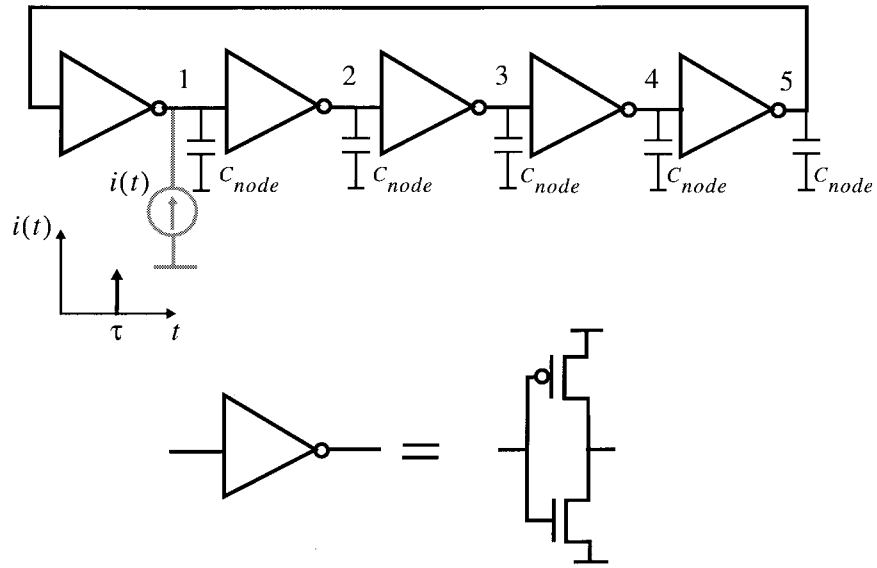 1 2 3 4 5
i(t) C_node C_node C_node C_node C_node
i(t)
τ t